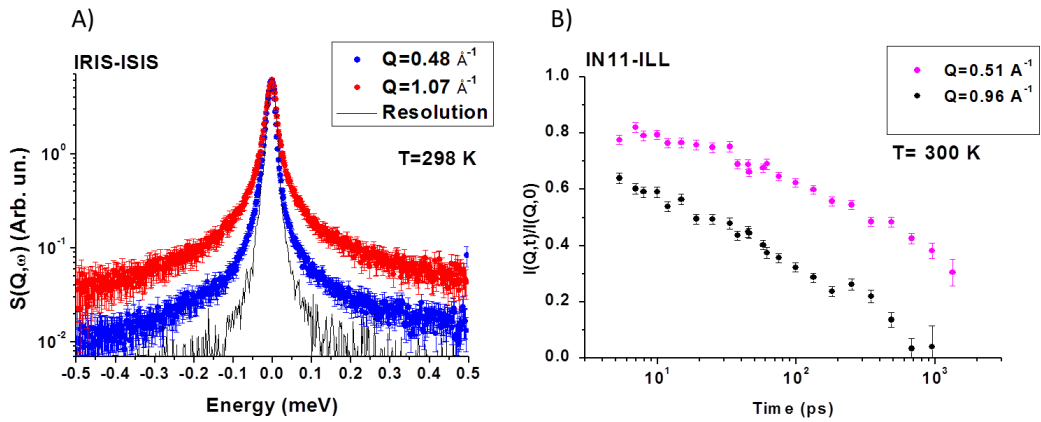 A)
IRIS-ISIS
Q=0.48 Å⁻¹
Q=1.07 Å⁻¹
Resolution
T=298 K
S(Q,ω) (Arb. un.)
10⁰
10⁻¹
10⁻²
-0.5 -0.4 -0.3 -0.2 -0.1 0.0 0.1 0.2 0.3 0.4 0.5
Energy (meV)
B)
IN11-ILL
Q=0.51 A⁻¹
Q=0.96 A⁻¹
T= 300 K
I(Q,t)/I(Q,0)
1.0
0.8
0.6
0.4
0.2
0.0
10¹ 10² 10³
Time (ps)